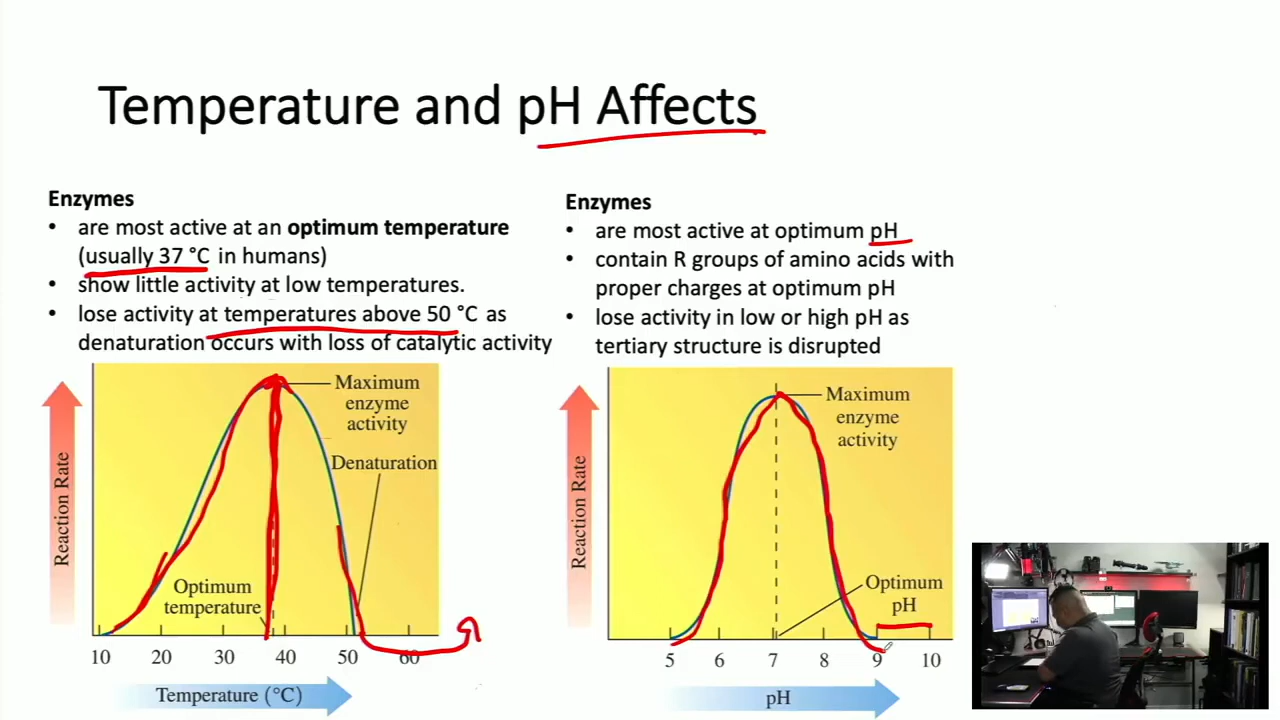 Temperature and pH Affects
Enzymes
• are most active at an optimum temperature
(usually 37 °C in humans)
• show little activity at low temperatures.
• lose activity at temperatures above 50 °C as
denaturation occurs with loss of catalytic activity
Enzymes
• are most active at optimum pH
• contain R groups of amino acids with
proper charges at optimum pH
• lose activity in low or high pH as
tertiary structure is disrupted
Reaction Rate
Maximum
enzyme
activity
Denaturation
Optimum
temperature
10 20 30 40 50 60
Temperature (°C)
Reaction Rate
Maximum
enzyme
activity
Optimum
pH
5 6 7 8 9 10
pH